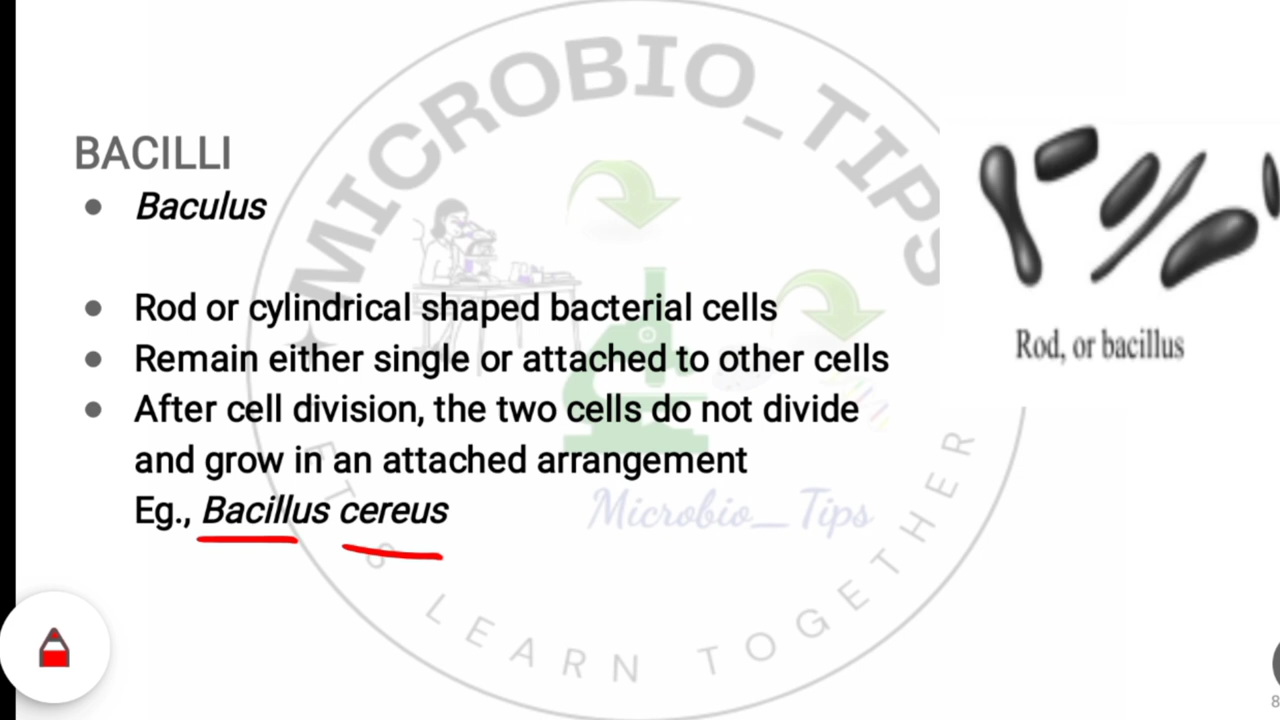 MICROBIO_TIPS
BACILLI
Baculus
Rod or cylindrical shaped bacterial cells
Remain either single or attached to other cells
After cell division, the two cells do not divide
and grow in an attached arrangement
Eg., Bacillus cereus
Rod, or bacillus
Microbio_Tips
LEARN TOGETHER
8